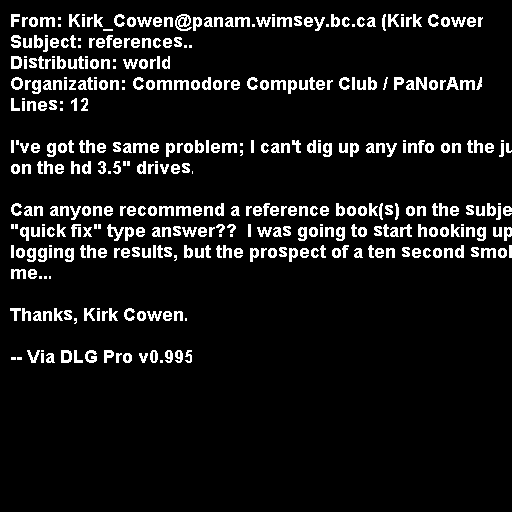 From: Kirk_Cowen@panam.wimsey.bc.ca (Kirk Cowen
Subject: references..
Distribution: world
Organization: Commodore Computer Club / PaNorAmA
Lines: 12
I've got the same problem; I can't dig up any info on the
on the hd 3.5" drives.
Can anyone recommend a reference book(s) on the
"quick fix" type answer?? I was going to start hooking up
logging the results, but the prospect of a ten second
me...
Thanks, Kirk Cowen.
-- Via DLG Pro v0.995